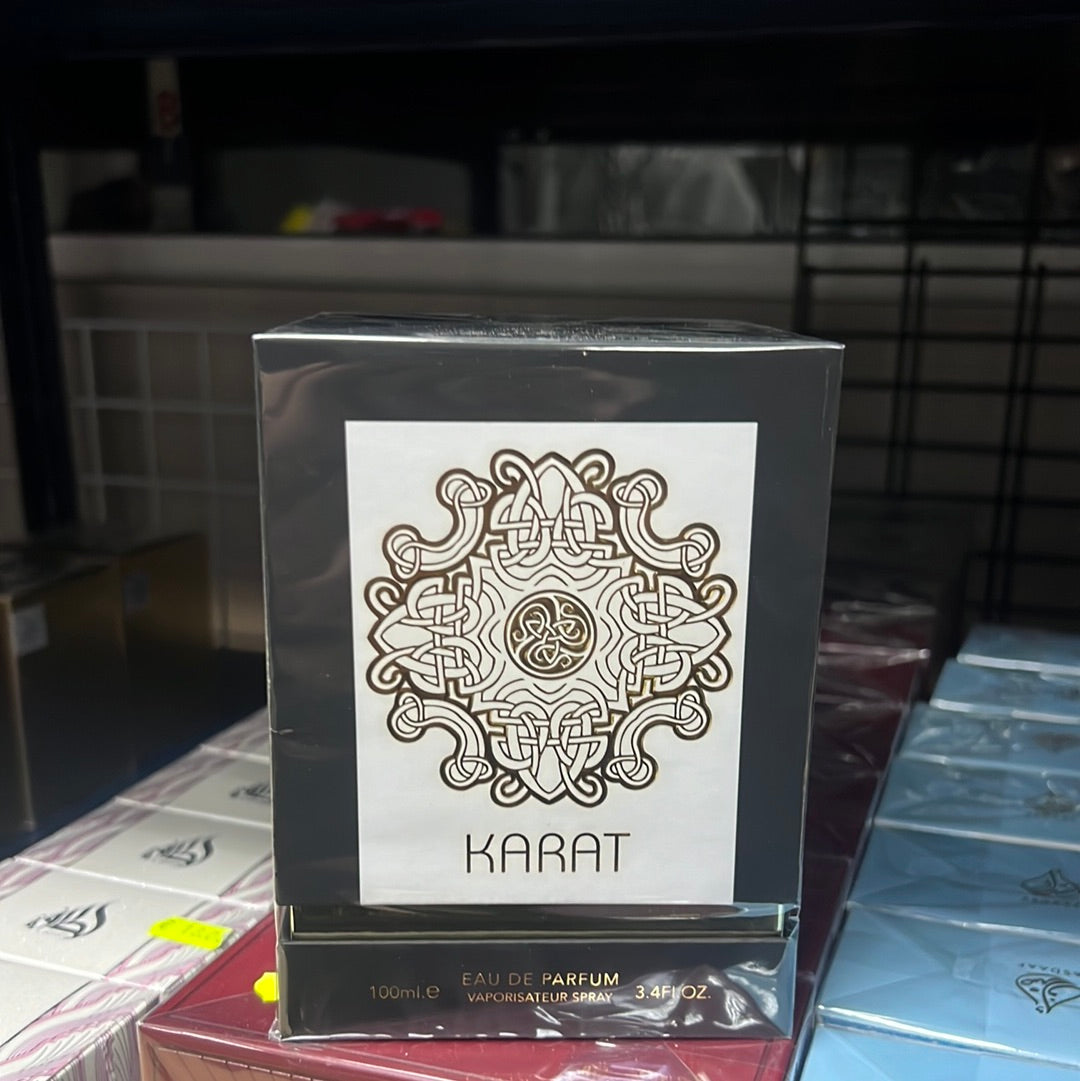 KARAT
EAU DE PARFUM
100ml.e VAPORISATEUR SPRAY 3.4Fl.OZ.